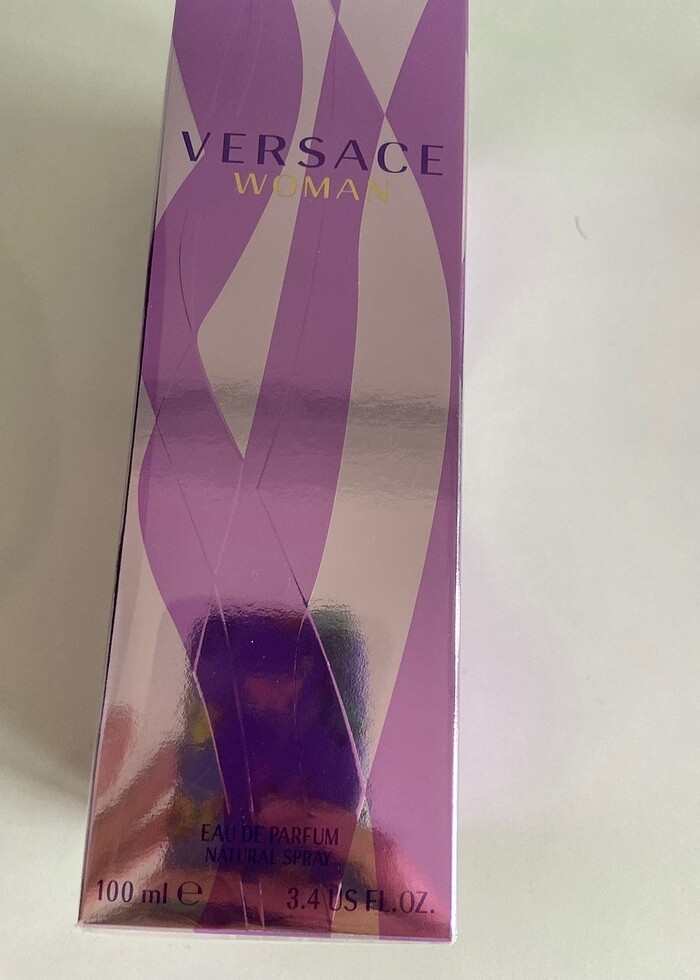 VERSACE
WOMAN
EAU DE PARFUM
NATURAL SPRAY
100 ml ℮ 3.4 US FL.OZ.